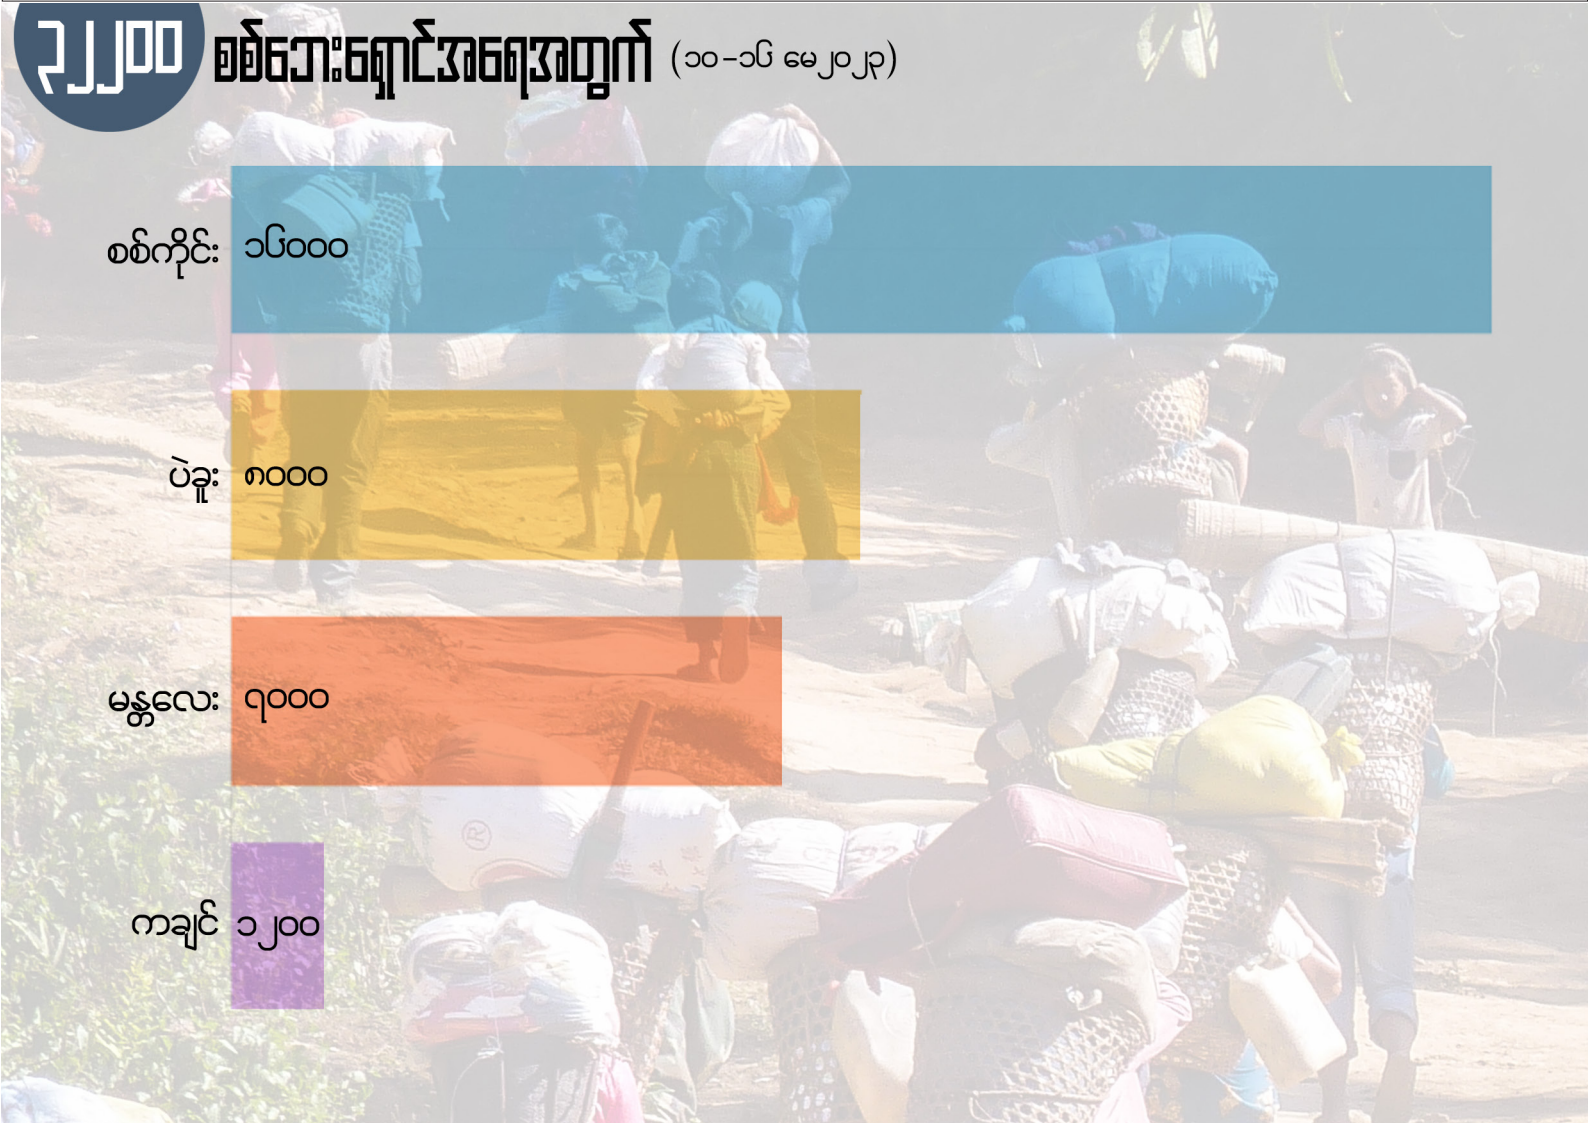 ၃၂၂၀၀
စစ်ဘေးရှောင်အရေအတွက် (၁၀-၁၆ မေ၂၀၂၃)
စစ်ကိုင်း ၁၆၀၀၀
ပဲခူး ၈၀၀၀
မန္တလေး ၇၀၀၀
ကချင် ၁၂၀၀